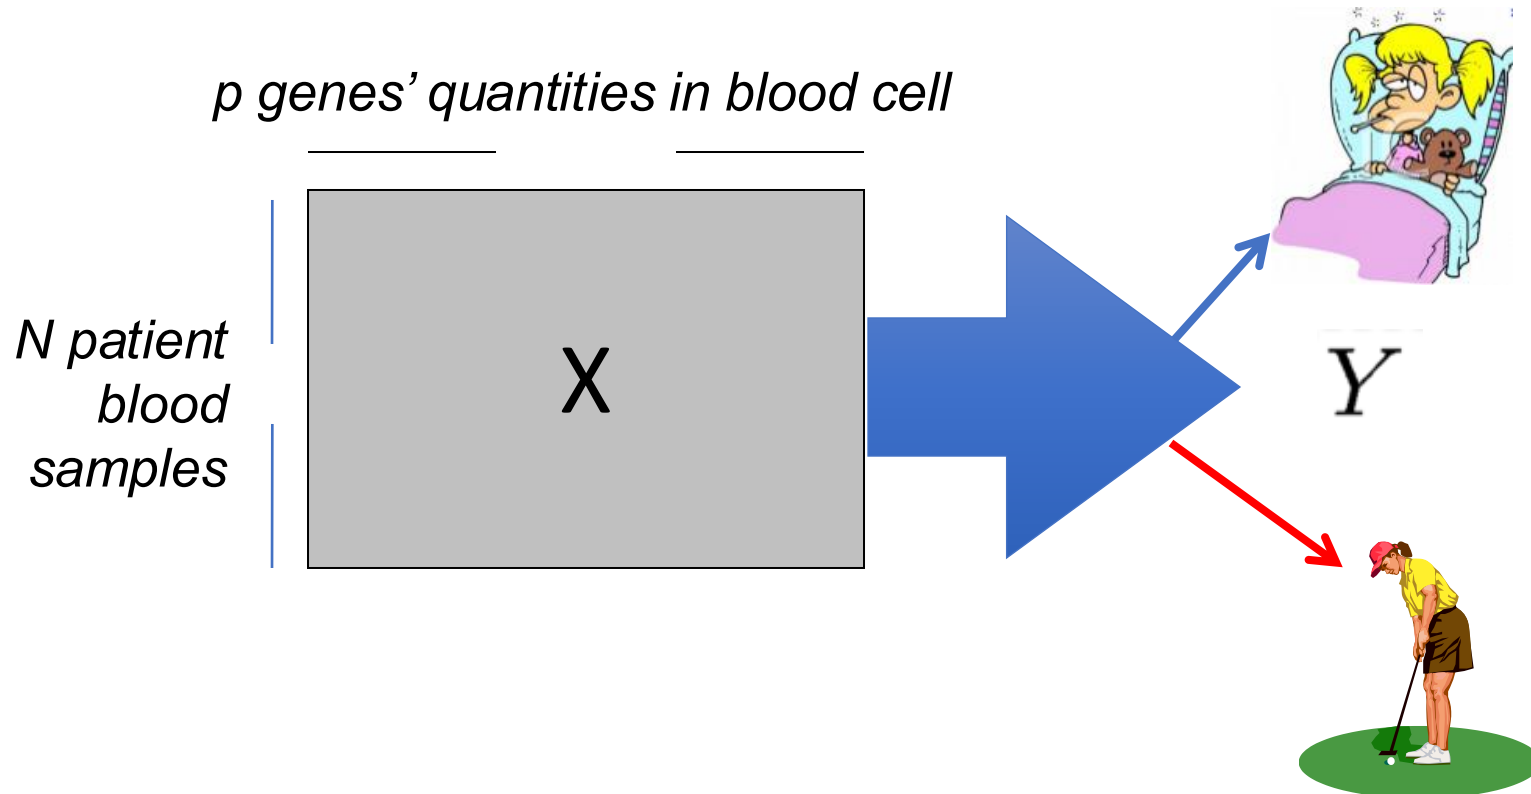 p genes’ quantities in blood cell
N patient
blood
samples
X
Y